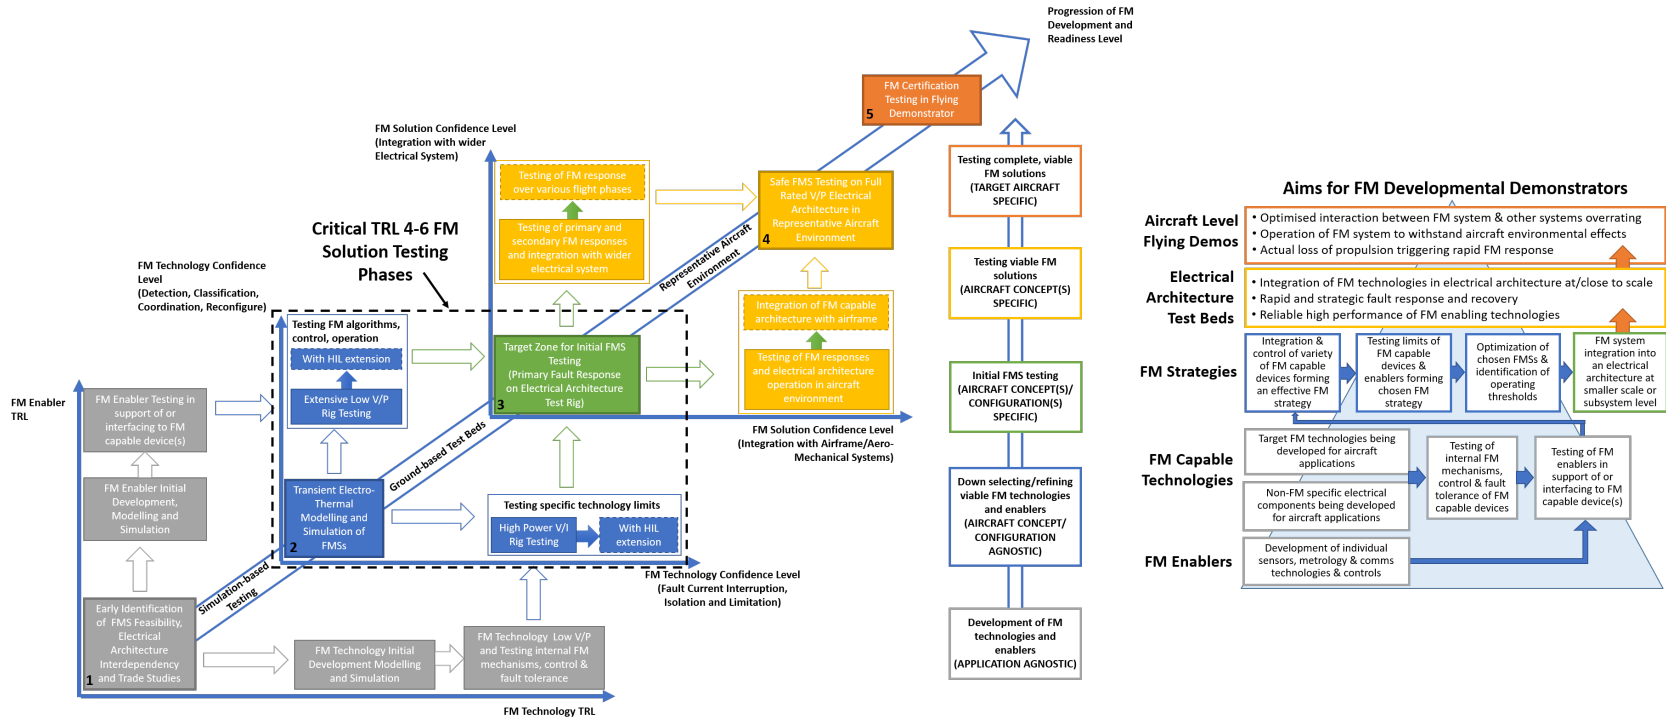 Progression of FM
Development and
Readiness Level
FM Certification
Testing in Flying
Demonstrator
5
FM Solution Confidence Level
(Integration with wider
Electrical System)
Testing of FM response
over various flight phases
Testing of primary and
secondary FM responses
and integration with wider
electrical system
Safe FMS Testing on Full
Rated V/P Electrical
Architecture in
Representative Aircraft
Environment
4
Representative Aircraft
Environment
Critical TRL 4-6 FM
Solution Testing
Phases
FM Technology Confidence
Level
(Detection, Classification,
Coordination, Reconfigure)
Testing FM algorithms,
control, operation
With HIL extension
Extensive Low V/P
Rig Testing
Target Zone for Initial FMS
Testing
(Primary Fault Response
on Electrical Architecture
Test Rig)
3
Integration of FM capable
architecture with airframe
Testing of FM responses
and electrical architecture
operation in aircraft
environment
FM Solution Confidence Level
(Integration with Airframe/Aero-
Mechanical Systems)
Ground-based Test Beds
FM Enabler
TRL
FM Enabler Testing in
support of or
interfacing to FM
capable device(s)
FM Enabler Initial
Development,
Modelling and
Simulation
Transient Electro-
Thermal Modelling
and Simulation of
FMSs
2
Testing specific technology limits
High Power V/I
Rig Testing
With HIL
extension
FM Technology Confidence Level
(Fault Current Interruption,
Isolation and Limitation)
Simulation-based
Testing
Early Identification
of FMS Feasibility,
Electrical
Architecture
Interdependency
and Trade Studies
1
FM Technology Initial
Development Modelling
and Simulation
FM Technology Low V/P
and Testing internal FM
mechanisms, control &
fault tolerance
FM Technology TRL
Testing complete, viable
FM solutions
(TARGET AIRCRAFT
SPECIFIC)
Testing viable FM
solutions
(AIRCRAFT CONCEPT(S)
SPECIFIC)
Initial FMS testing
(AIRCRAFT CONCEPT(S)/
CONFIGURATION(S)
SPECIFIC)
Down selecting/refining
viable FM technologies
and enablers
(AIRCRAFT CONCEPT/
CONFIGURATION
AGNOSTIC)
Development of FM
technologies and
enablers
(APPLICATION AGNOSTIC)
Aims for FM Developmental Demonstrators
Aircraft Level
Flying Demos
• Optimised interaction between FM system & other systems overrating
• Operation of FM system to withstand aircraft environmental effects
• Actual loss of propulsion triggering rapid FM response
Electrical
Architecture
Test Beds
• Integration of FM technologies in electrical architecture at/close to scale
• Rapid and strategic fault response and recovery
• Reliable high performance of FM enabling technologies
FM Strategies
Integration &
control of variety
of FM capable
devices forming
an effective FM
strategy
Testing limits of
FM capable
devices &
enablers forming
chosen FM
strategy
Optimization of
chosen FMSs &
identification of
operating
thresholds
FM system
integration into
an electrical
architecture at
smaller scale or
subsystem level
FM Capable
Technologies
Target FM technologies being
developed for aircraft
applications
Non-FM specific electrical
components being developed
for aircraft applications
Testing of
internal FM
mechanisms,
control & fault
tolerance of FM
capable devices
Testing of FM
enablers in
support of or
interfacing to FM
capable device(s)
FM Enablers
Development of individual
sensors, metrology & comms
technologies & controls